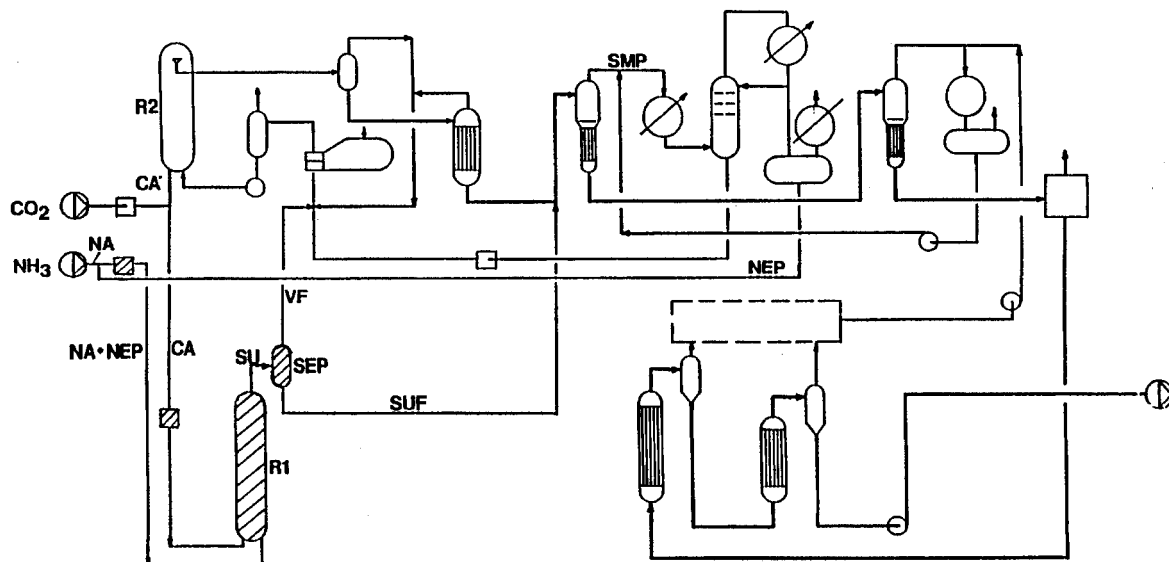 SMP
R2
CA'
CO2
NA
NH3
NEP
VF
NA+NEP
CA
SU
SEP
SUF
R1